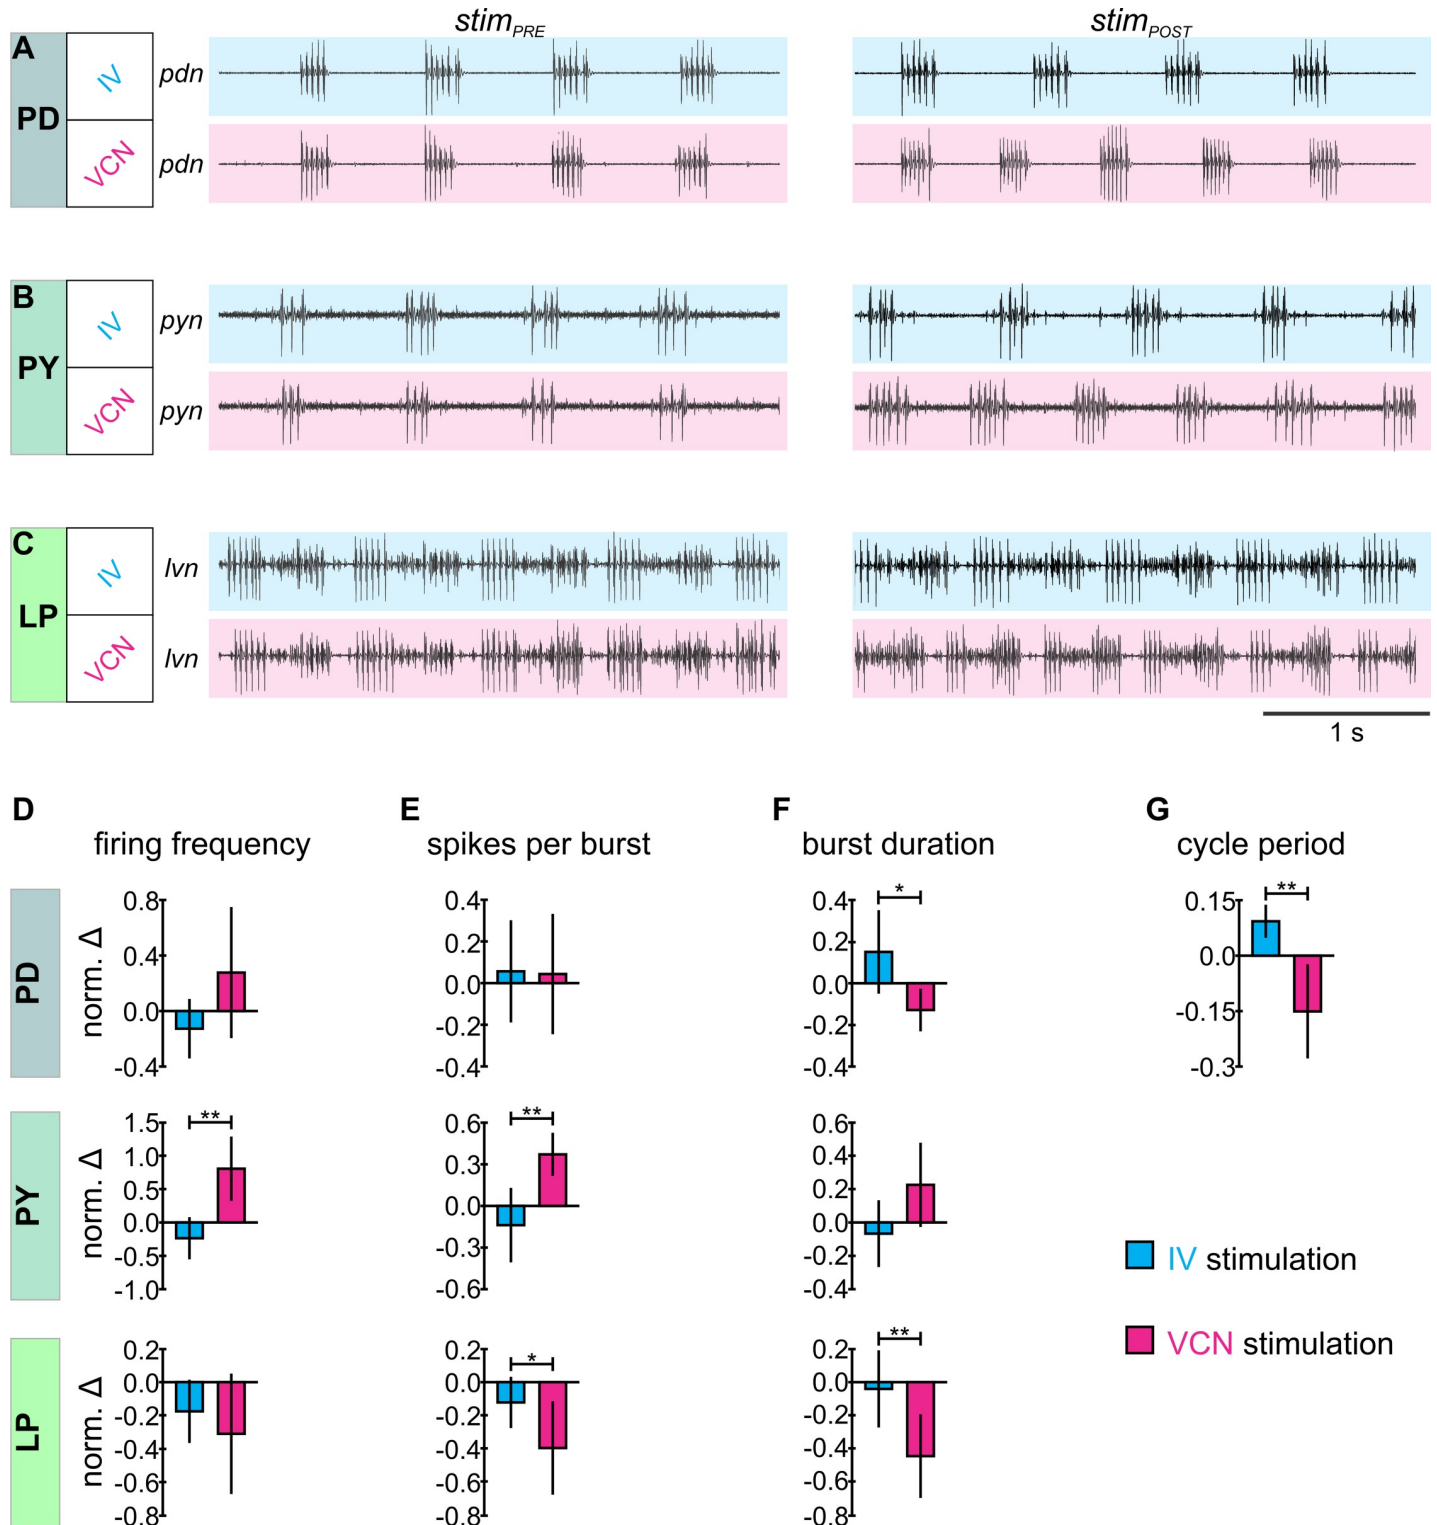 stimPRE stimPOST
A
PD
IV pdn
VCN pdn
B
PY
IV pyn
VCN pyn
C
LP
IV lvn
VCN lvn
1 s
D E F G
firing frequency spikes per burst burst duration cycle period
PD
norm. Δ
0.8
0.4
0.0
-0.4
0.4
0.2
0.0
-0.2
-0.4
*
0.4
0.2
0.0
-0.2
-0.4
**
0.15
0.0
-0.15
-0.3
PY
norm. Δ
**
1.5
1.0
0.5
0.0
-0.5
-1.0
**
0.6
0.3
0.0
-0.3
-0.6
0.6
0.4
0.2
0.0
-0.2
-0.4
IV stimulation
VCN stimulation
LP
norm. Δ
0.2
0.0
-0.2
-0.4
-0.6
-0.8
*
0.2
0.0
-0.2
-0.4
-0.6
-0.8
**
0.2
0.0
-0.2
-0.4
-0.6
-0.8